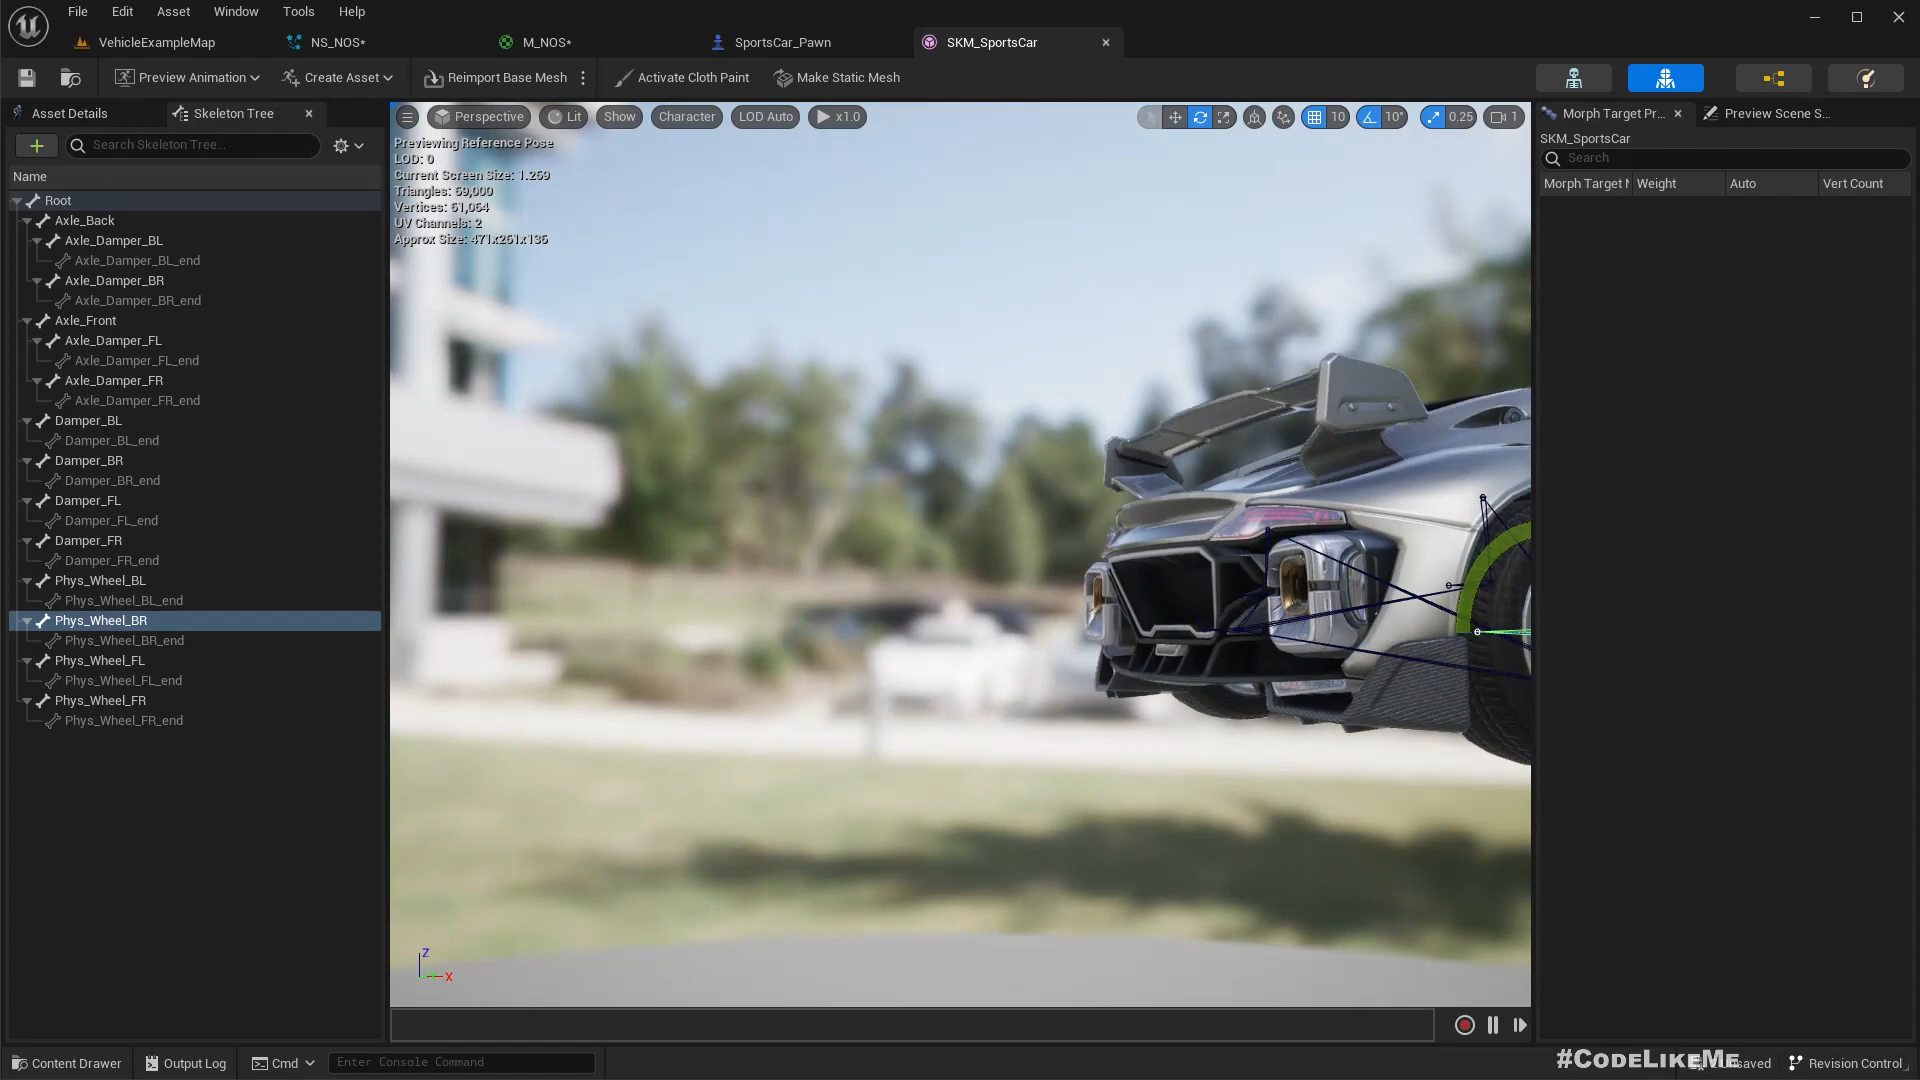 File Edit Asset Window Tools Help
VehicleExampleMap NS_NOS* M_NOS* SportsCar_Pawn SKM_SportsCar
Preview Animation Create Asset Reimport Base Mesh Activate Cloth Paint Make Static Mesh
Asset Details Skeleton Tree
Search Skeleton Tree...
Name
Root
Axle_Back
Axle_Damper_BL
Axle_Damper_BL_end
Axle_Damper_BR
Axle_Damper_BR_end
Axle_Front
Axle_Damper_FL
Axle_Damper_FL_end
Axle_Damper_FR
Axle_Damper_FR_end
Damper_BL
Damper_BL_end
Damper_BR
Damper_BR_end
Damper_FL
Damper_FL_end
Damper_FR
Damper_FR_end
Phys_Wheel_BL
Phys_Wheel_BL_end
Phys_Wheel_BR
Phys_Wheel_BR_end
Phys_Wheel_FL
Phys_Wheel_FL_end
Phys_Wheel_FR
Phys_Wheel_FR_end
Perspective Lit Show Character LOD Auto x1.0 10 10° 0.25 1
Previewing Reference Pose
LOD: 0
Current Screen Size: 1.269
Triangles: 69,000
Vertices: 61,064
UV Channels: 2
Approx Size: 471x261x136
Z
X
Morph Target Pr... Preview Scene S...
SKM_SportsCar
Search
Morph Target N Weight Auto Vert Count
Content Drawer Output Log Cmd Enter Console Command
#CodeLikeMe
Revision Control